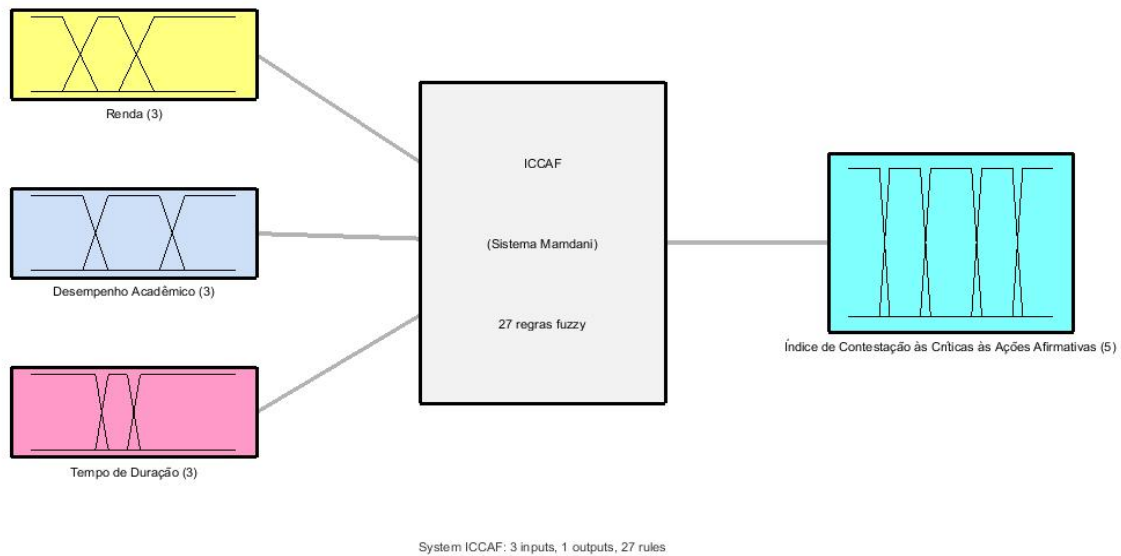 Renda (3)
Desempenho Acadêmico (3)
Tempo de Duração (3)
ICCAF
(Sistema Mamdani)
27 regras fuzzy
Índice de Contestação às Críticas às Ações Afirmativas (5)
System ICCAF: 3 inputs, 1 outputs, 27 rules